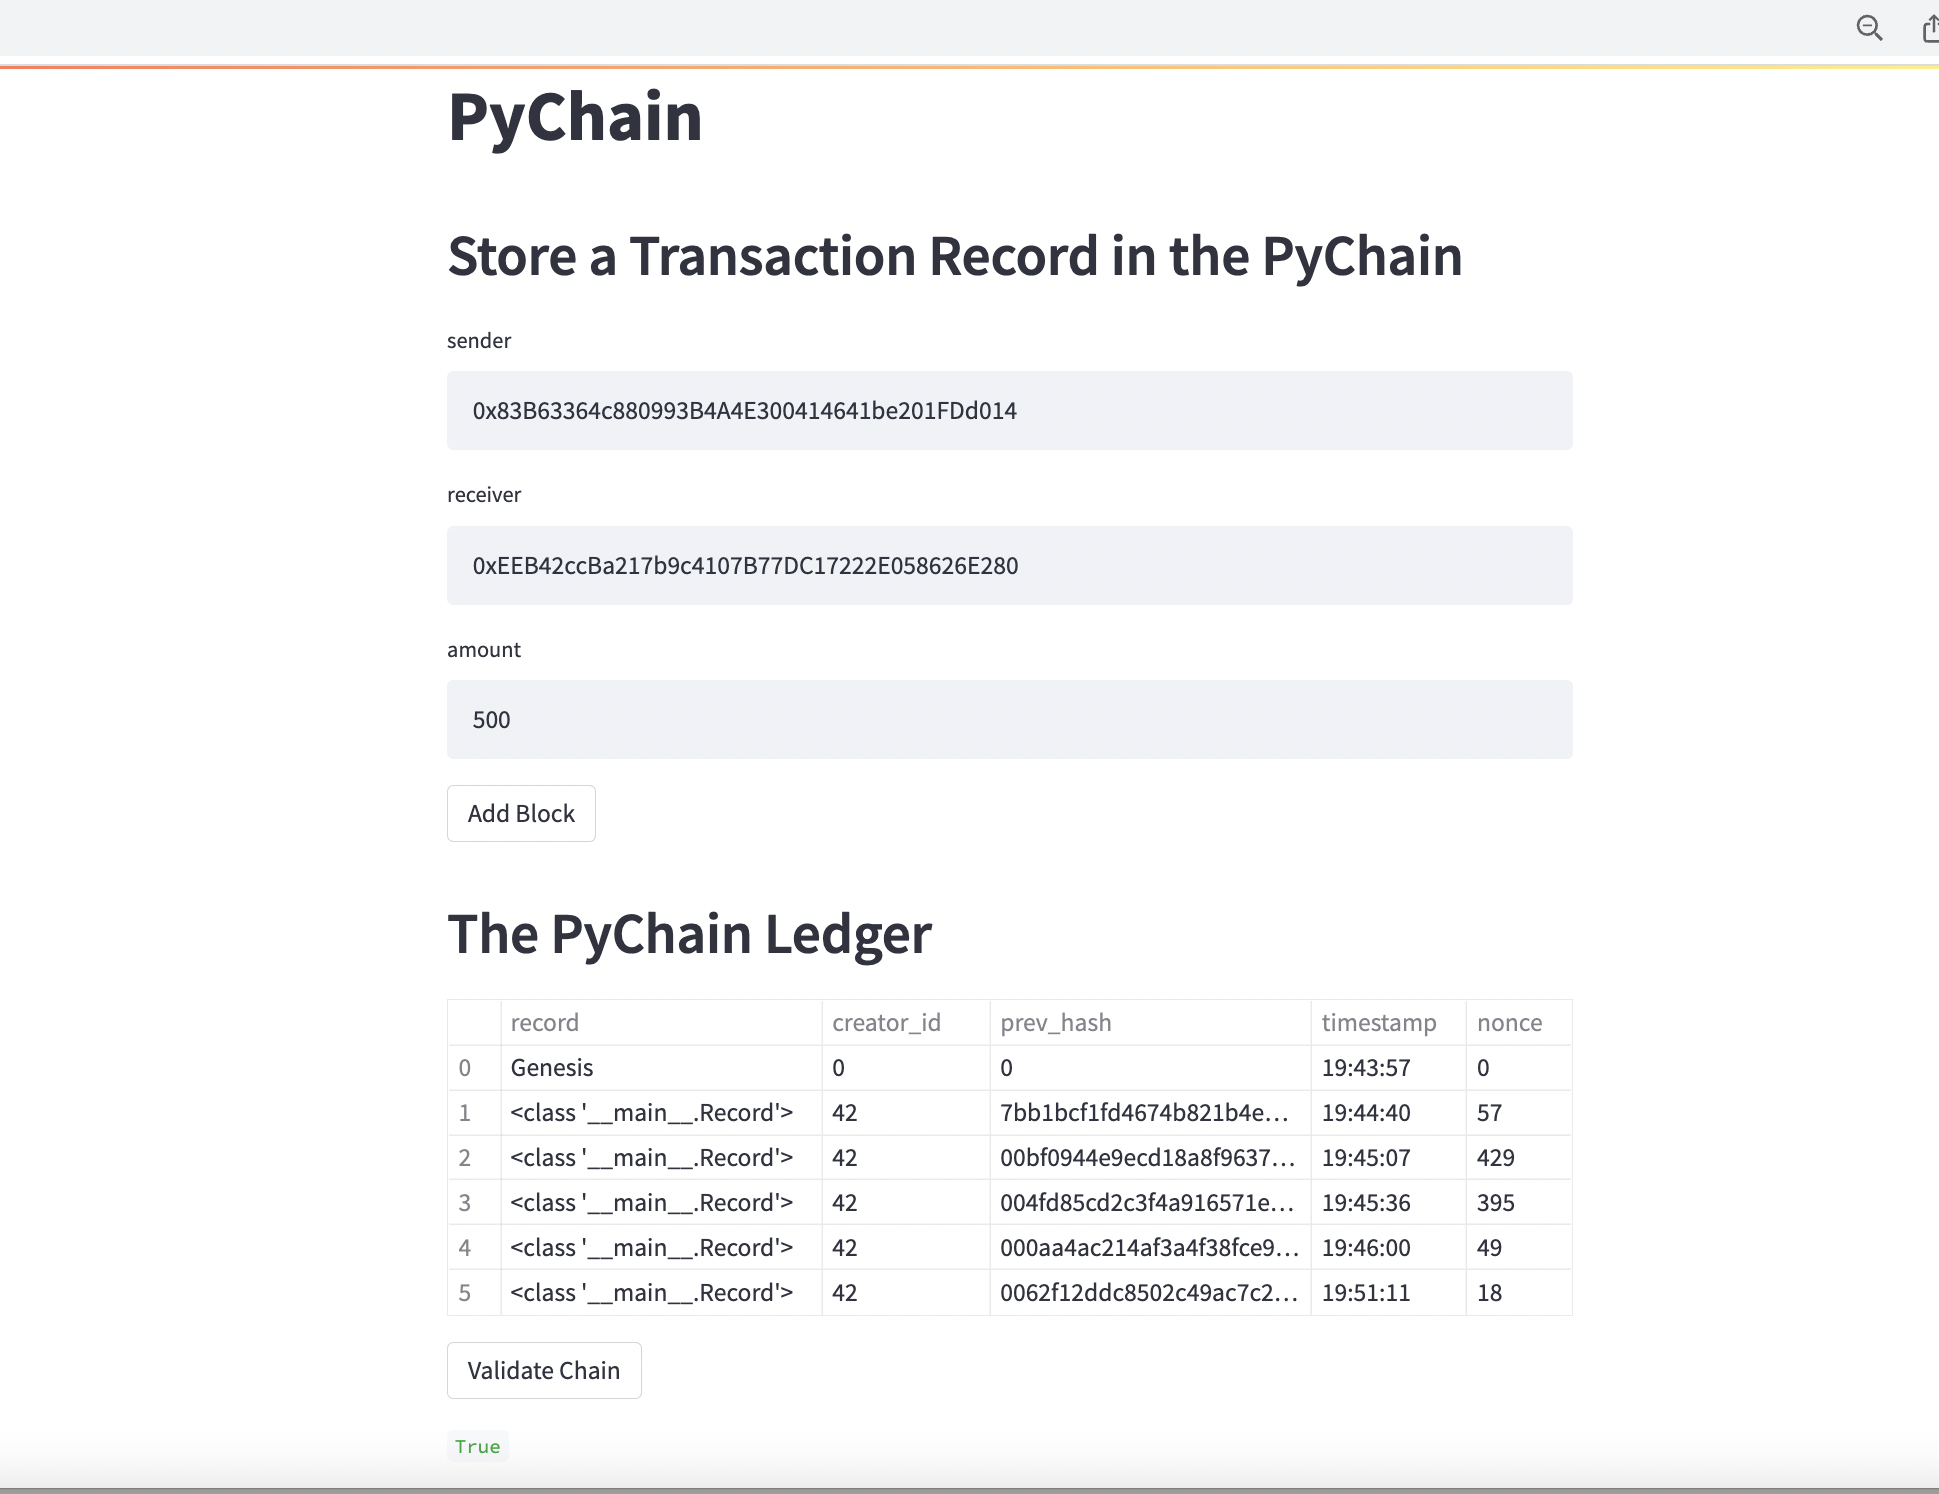 PyChain
Store a Transaction Record in the PyChain
sender
0x83B63364c880993B4A4E300414641be201FDd014
receiver
0xEEB42ccBa217b9c4107B77DC17222E058626E280
amount
500
Add Block
The PyChain Ledger
record creator_id prev_hash timestamp nonce
0 Genesis 0 0 19:43:57 0
1 <class '__main__.Record'> 42 7bb1bcf1fd4674b821b4e… 19:44:40 57
2 <class '__main__.Record'> 42 00bf0944e9ecd18a8f9637… 19:45:07 429
3 <class '__main__.Record'> 42 004fd85cd2c3f4a916571e… 19:45:36 395
4 <class '__main__.Record'> 42 000aa4ac214af3a4f38fce9… 19:46:00 49
5 <class '__main__.Record'> 42 0062f12ddc8502c49ac7c2… 19:51:11 18
Validate Chain
True